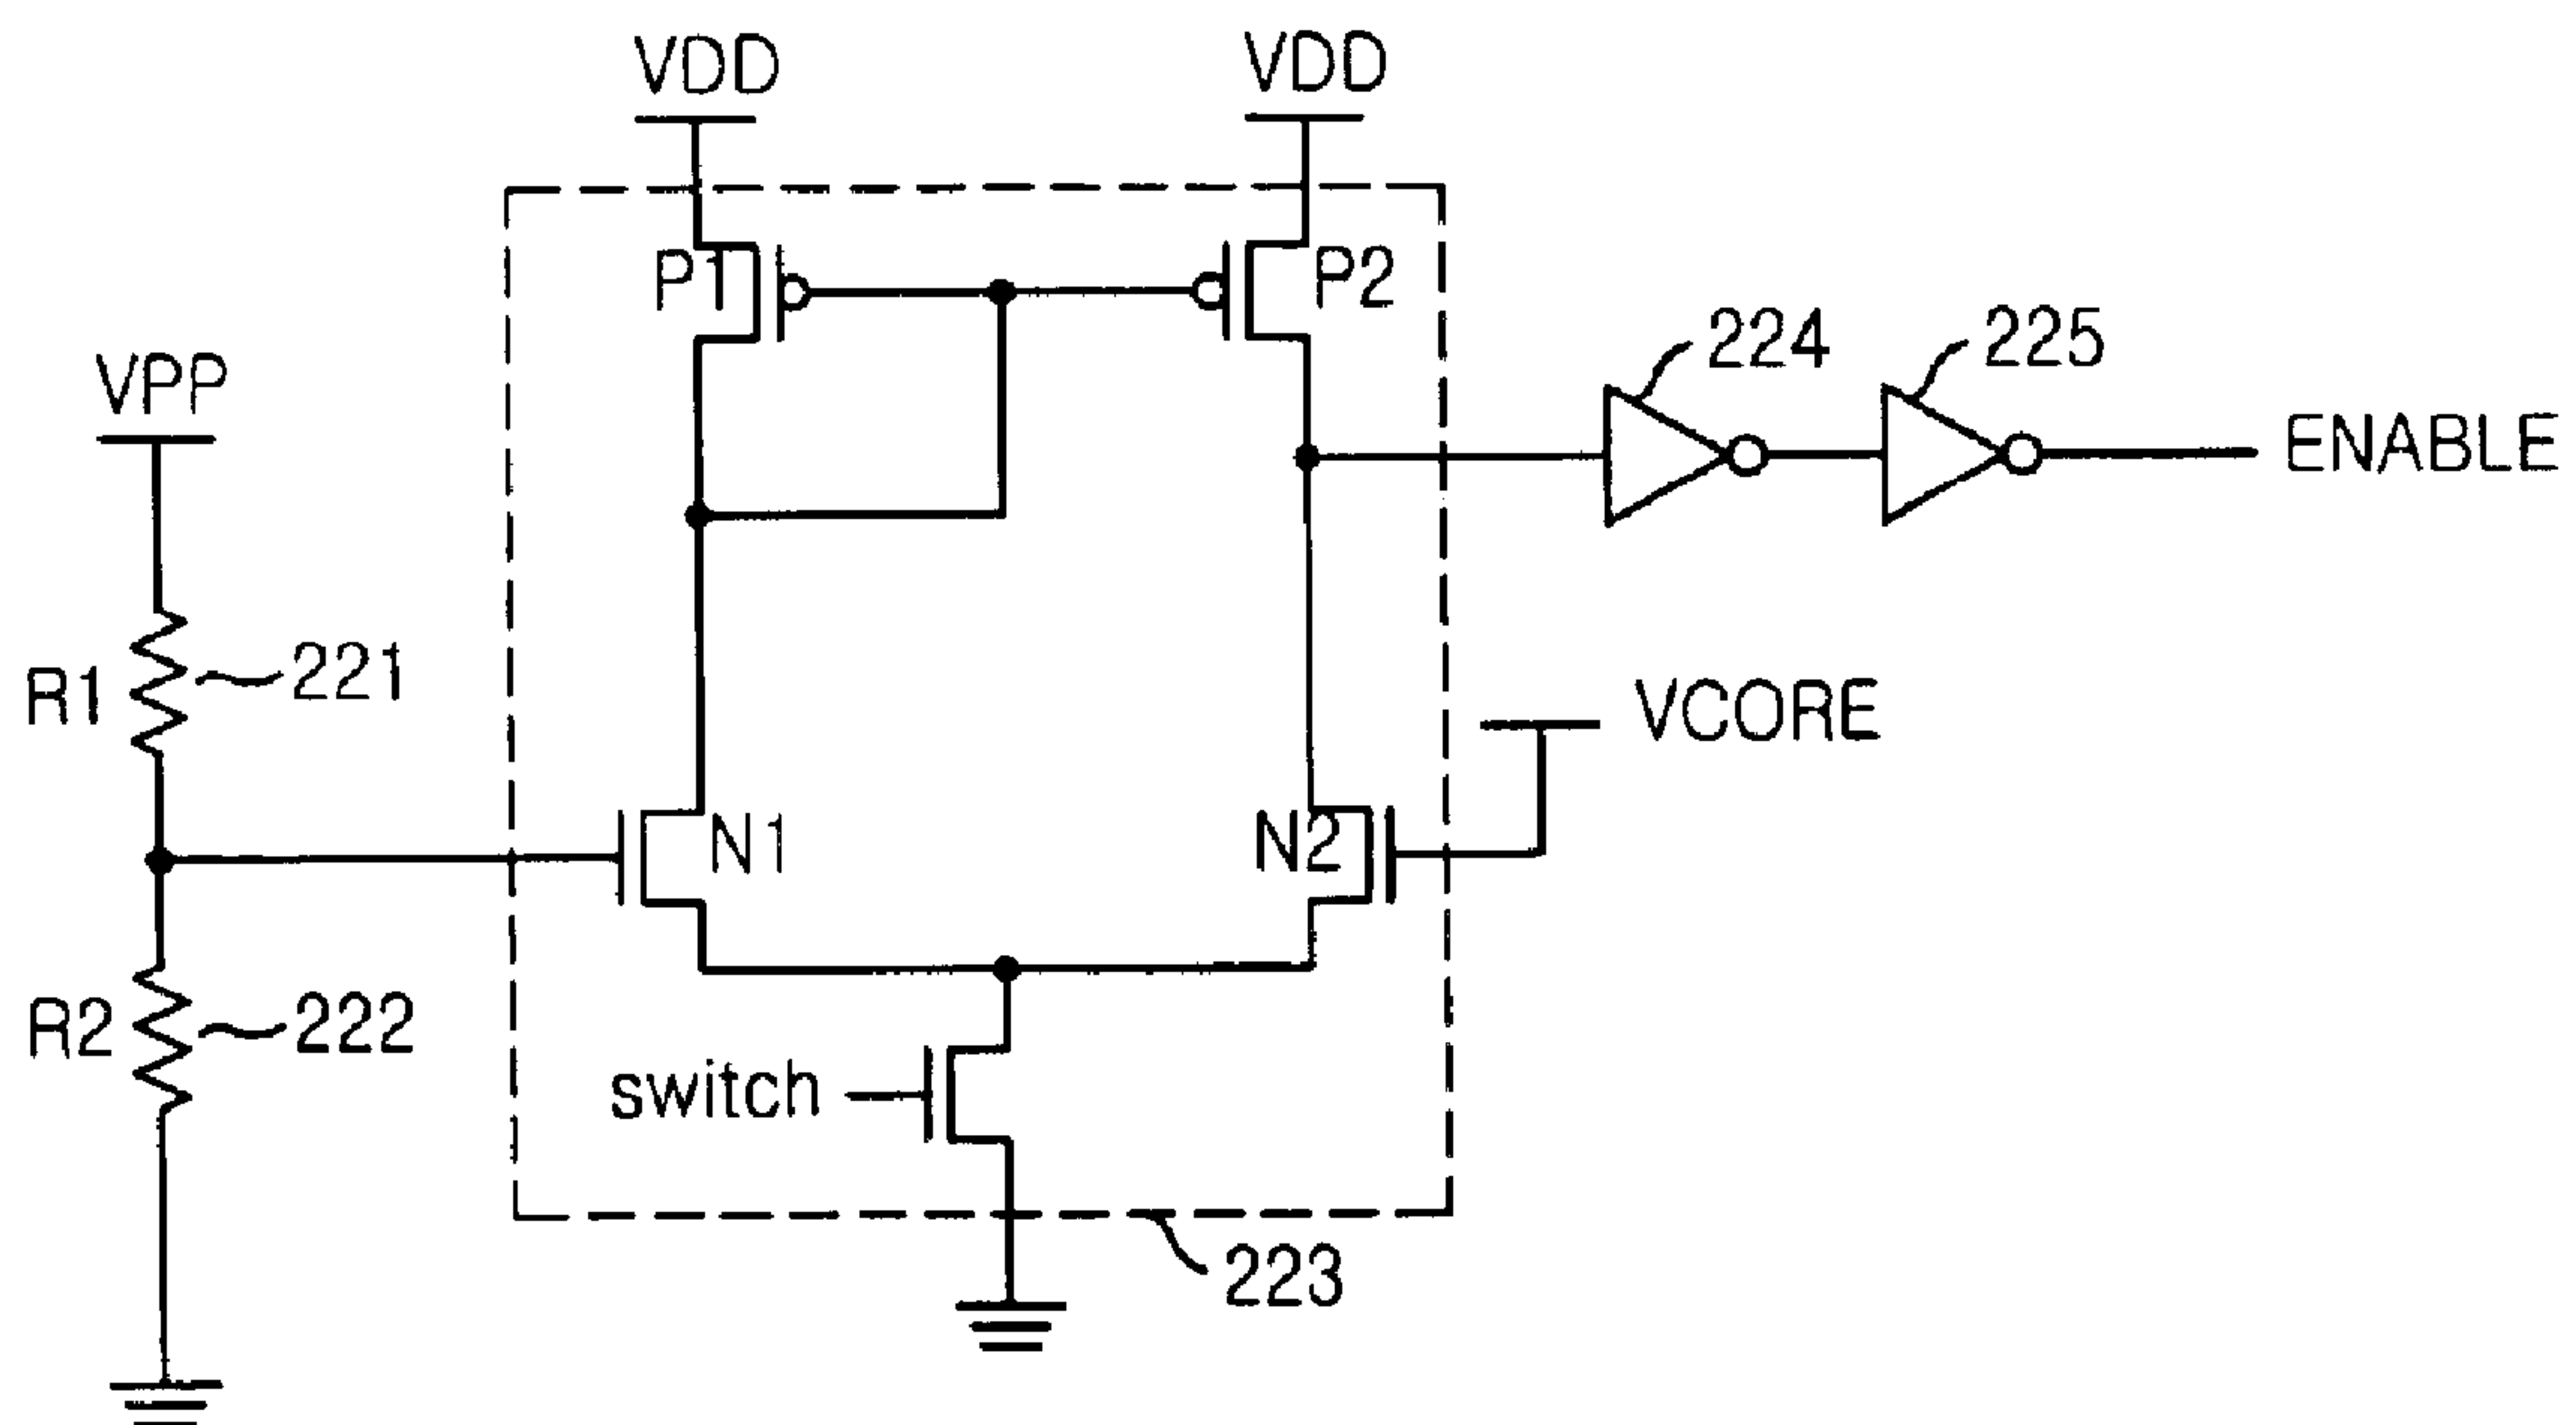 VDD
VDD
P1
P2
224
225
VPP
ENABLE
R1
221
VCORE
N1
N2
R2
222
switch
223